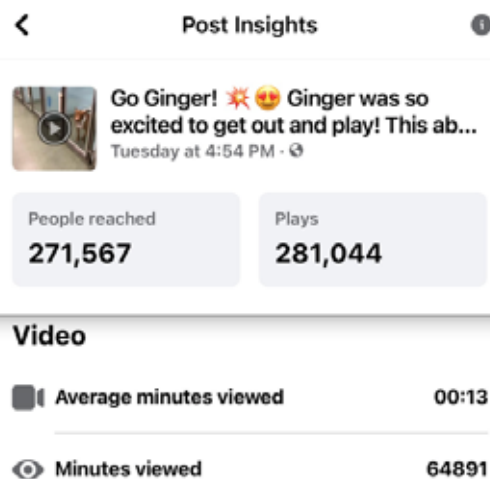 Post Insights
Go Ginger! 💥😍 Ginger was so
excited to get out and play! This ab...
Tuesday at 4:54 PM ·
People reached
271,567
Plays
281,044
Video
Average minutes viewed
00:13
Minutes viewed
64891